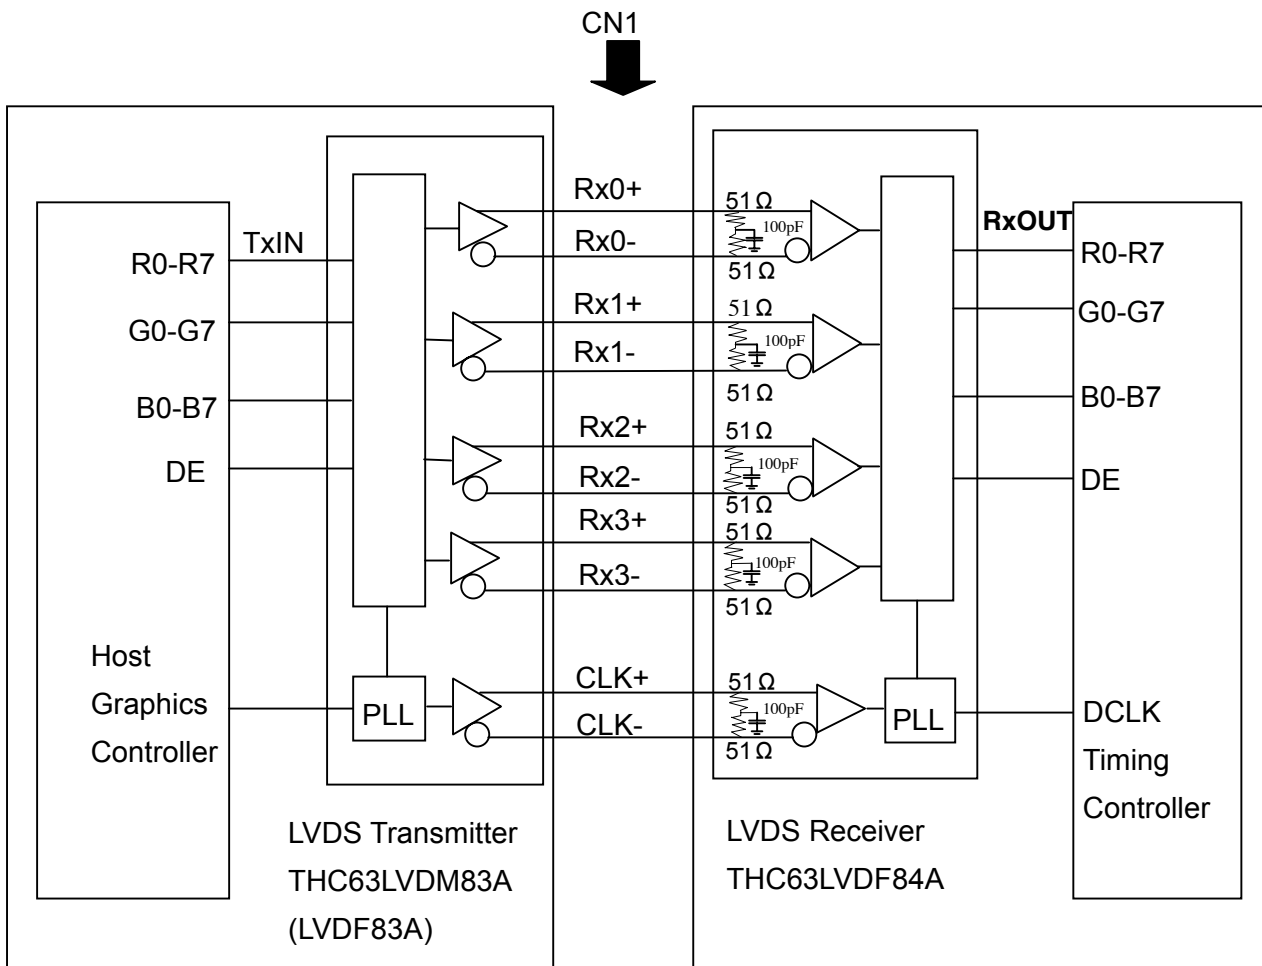 CN1
TxIN
R0-R7
G0-G7
B0-B7
DE
Host
Graphics
Controller
PLL
LVDS Transmitter
THC63LVDM83A
(LVDF83A)
Rx0+
Rx0-
Rx1+
Rx1-
Rx2+
Rx2-
Rx3+
Rx3-
CLK+
CLK-
51Ω
100pF
51Ω
51Ω
100pF
51Ω
51Ω
100pF
51Ω
51Ω
100pF
51Ω
51Ω
100pF
51Ω
PLL
LVDS Receiver
THC63LVDF84A
RxOUT
R0-R7
G0-G7
B0-B7
DE
DCLK
Timing
Controller